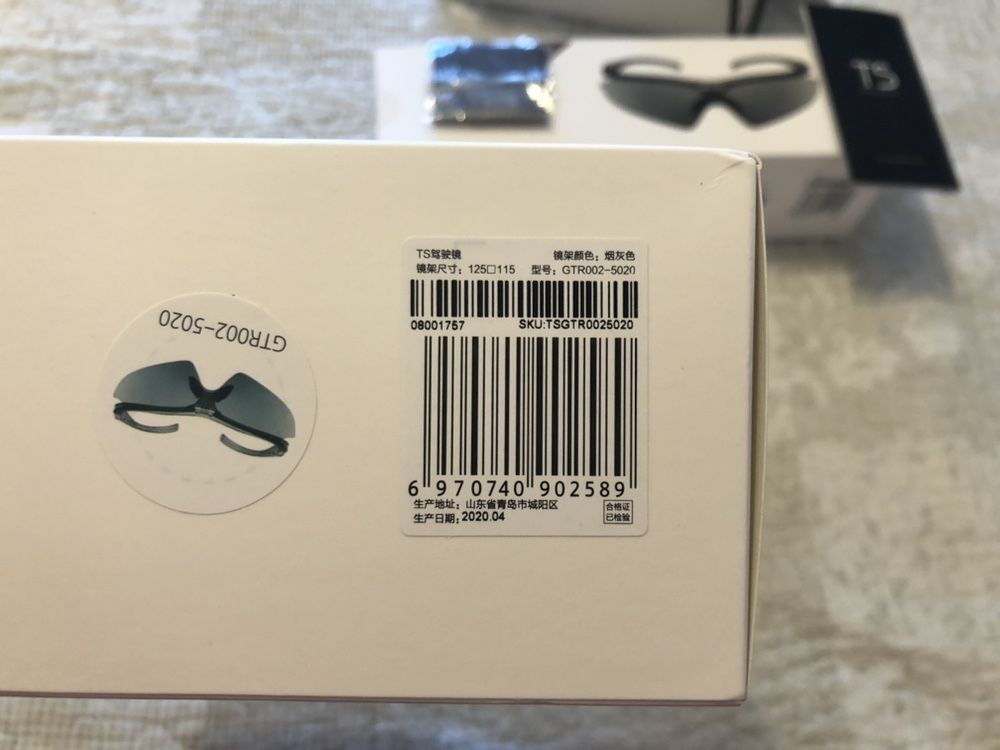 TS
GTR002-5020
TS驾驶镜 镜架颜色：烟灰色
镜架尺寸：125□115 型号：GTR002-5020
08001757 SKU:TSGTR0025020
6 970740 902589
生产地址：山东省青岛市城阳区
生产日期：2020.04
合格证
已检验